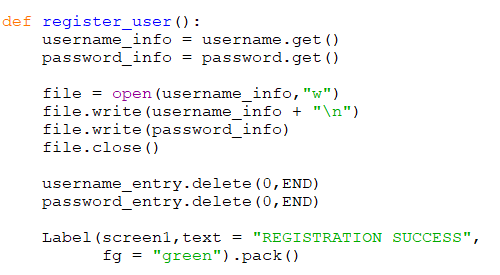 def register_user():
    username_info = username.get()
    password_info = password.get()

    file = open(username_info,"w")
    file.write(username_info + "\n")
    file.write(password_info)
    file.close()

    username_entry.delete(0,END)
    password_entry.delete(0,END)

    Label(screen1,text = "REGISTRATION SUCCESS",
          fg = "green").pack()